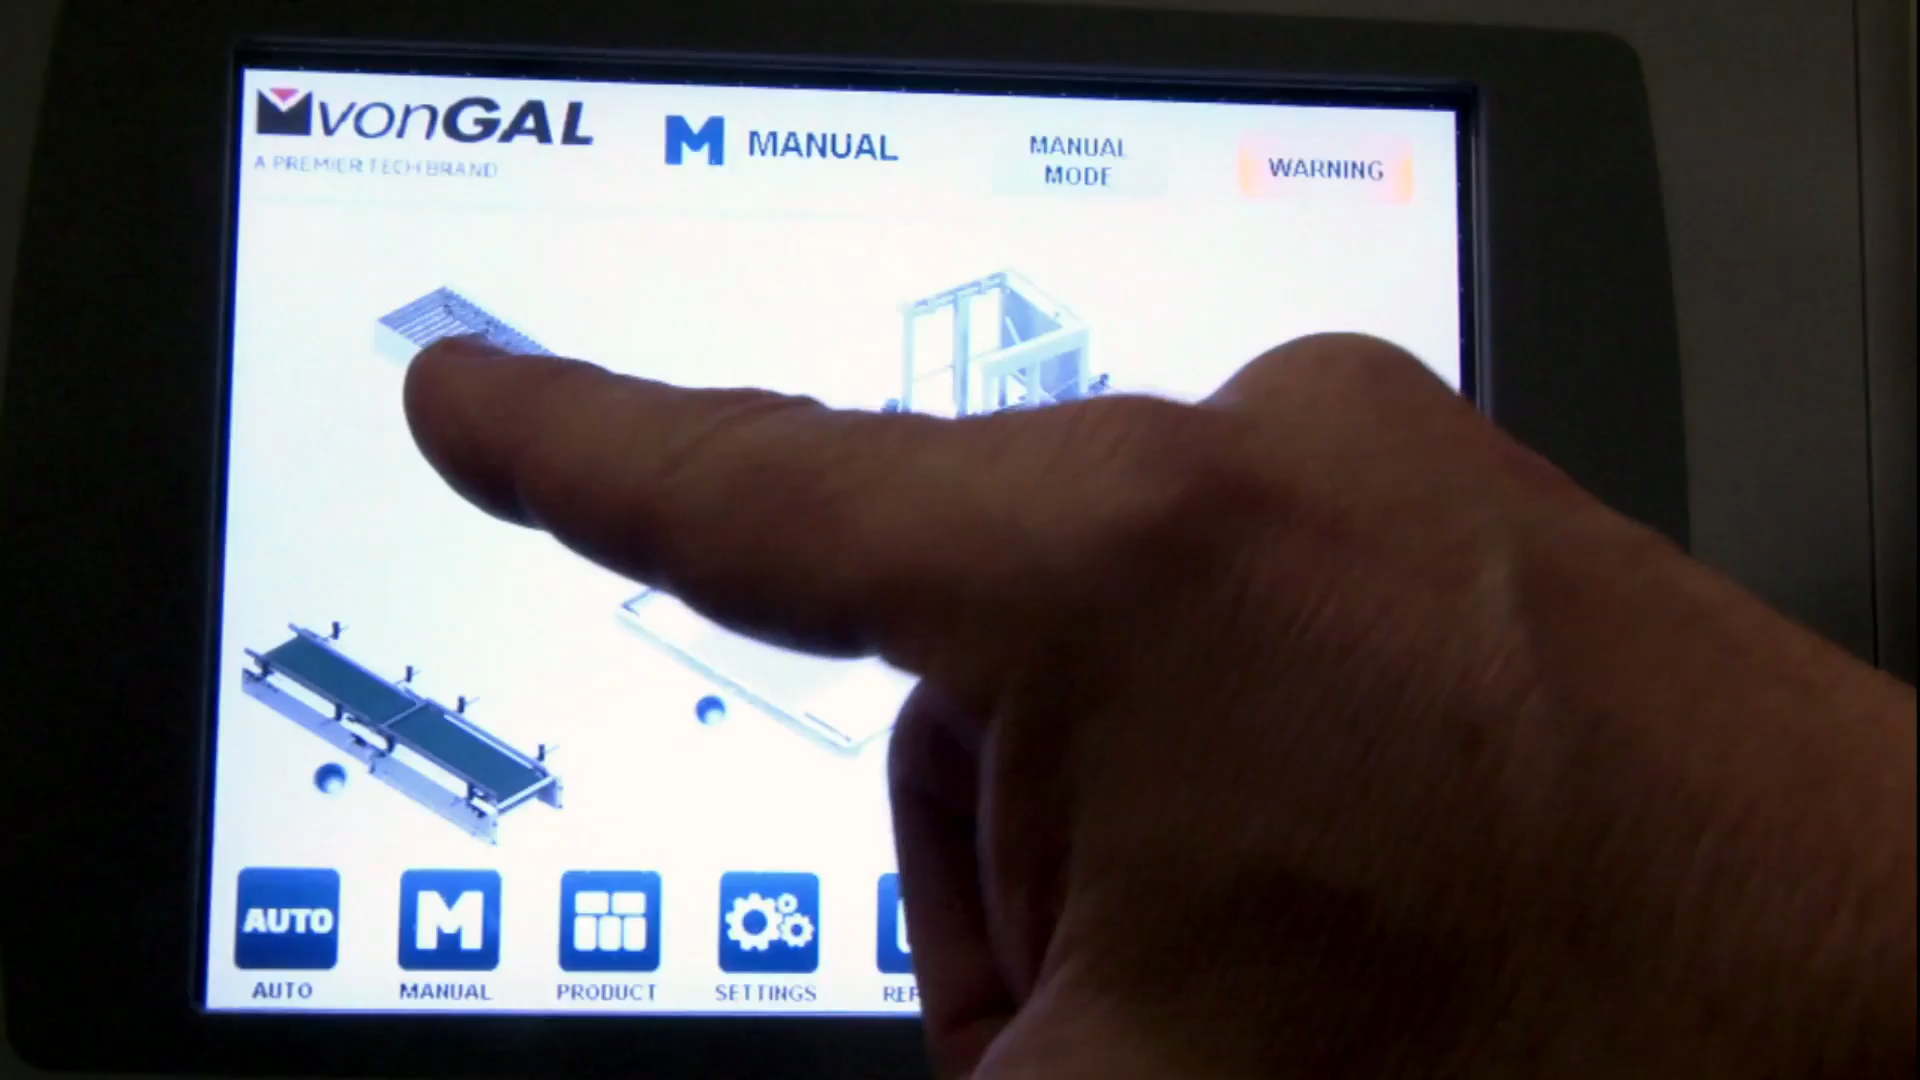 vonGAL
A PREMIER TECH BRAND
M MANUAL
MANUAL
MODE
WARNING
AUTO
M
AUTO
MANUAL
PRODUCT
SETTINGS